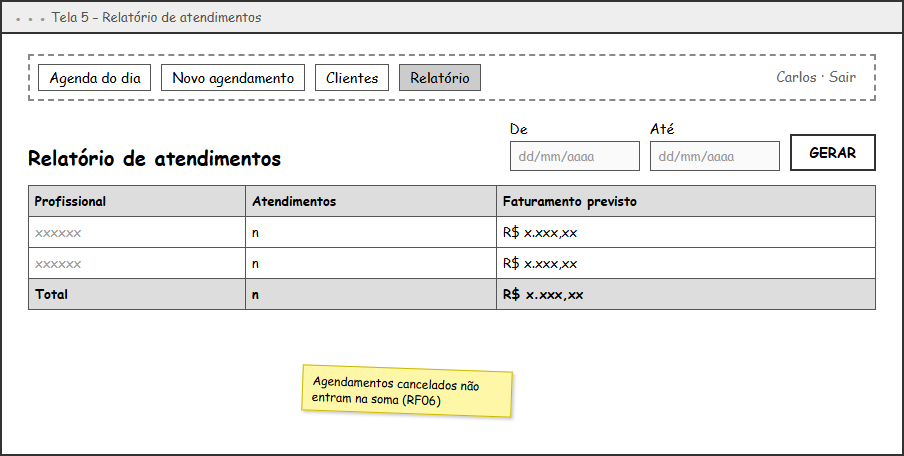 Tela 5 – Relatório de atendimentos
Agenda do dia Novo agendamento Clientes Relatório Carlos · Sair
De Até
Relatório de atendimentos dd/mm/aaaa dd/mm/aaaa GERAR
Profissional Atendimentos Faturamento previsto
xxxxxx n R$ x.xxx,xx
xxxxxx n R$ x.xxx,xx
Total n R$ x.xxx,xx
Agendamentos cancelados não
entram na soma (RF06)